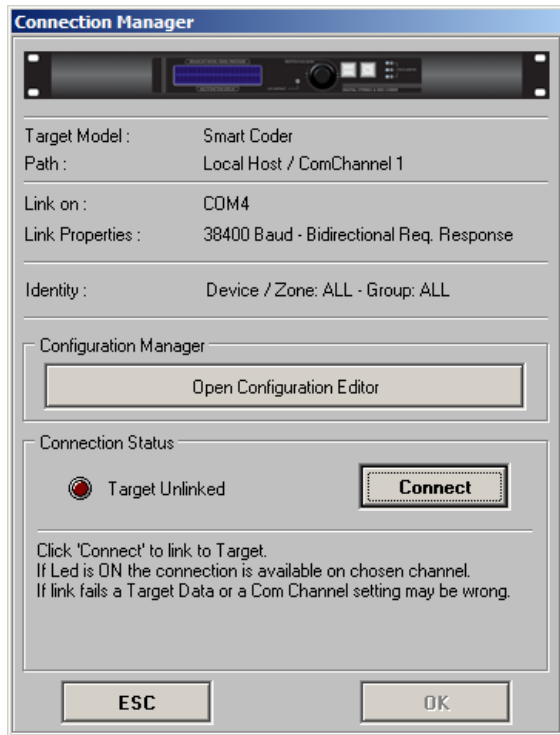 Connection Manager
Target Model : Smart Coder
Path : Local Host / ComChannel 1
Link on : COM4
Link Properties : 38400 Baud - Bidirectional Req. Response
Identity : Device / Zone: ALL - Group: ALL
Configuration Manager
Open Configuration Editor
Connection Status
Target Unlinked
Connect
Click 'Connect' to link to Target.
If Led is ON the connection is available on chosen channel.
If link fails a Target Data or a Com Channel setting may be wrong.
ESC
OK